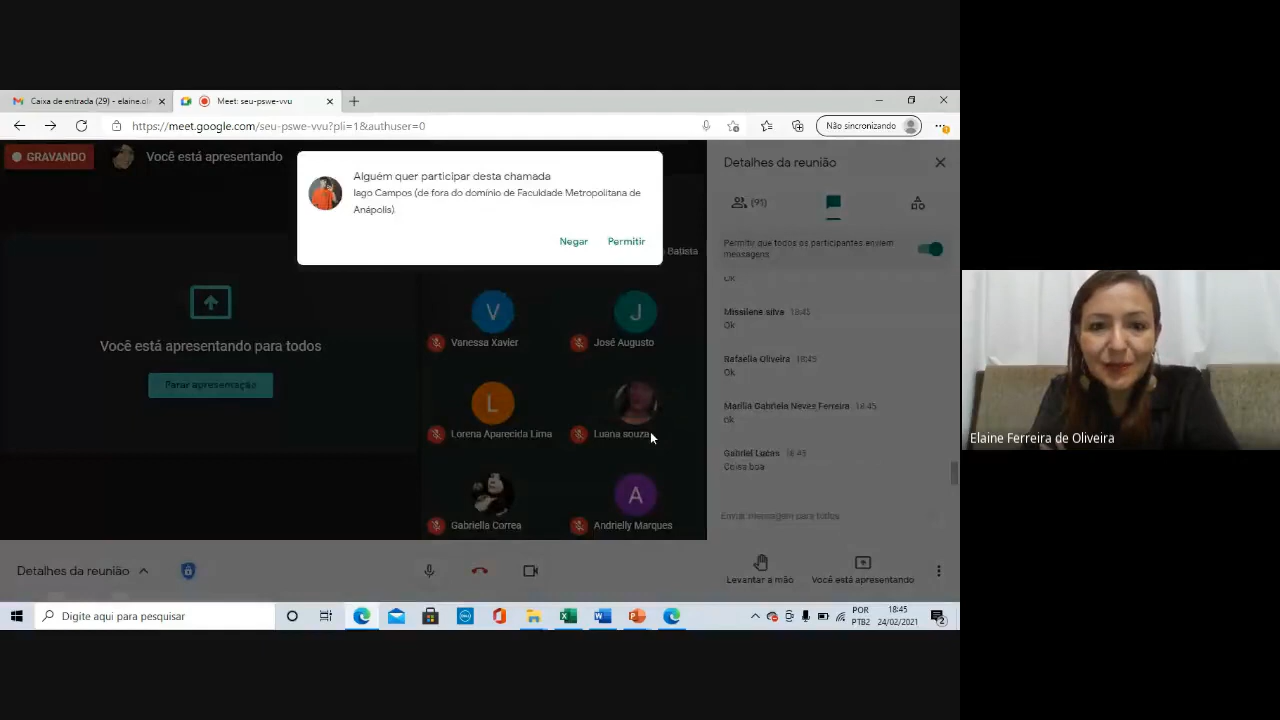 Caixa de entrada (29) - elaine.olv
Meet: seu-pswe-vvu
https://meet.google.com/seu-pswe-vvu?pli=1&authuser=0
Não sincronizando
GRAVANDO
Você está apresentando
Alguém quer participar desta chamada
Iago Campos (de fora do domínio de Faculdade Metropolitana de
Anápolis).
Negar
Permitir
Batista
Você está apresentando para todos
Parar apresentação
V
Vanessa Xavier
J
José Augusto
L
Lorena Aparecida Lima
Luana souza
Gabriella Correa
A
Andrielly Marques
Detalhes da reunião
(91)
Permitir que todos os participantes enviem
mensagens
Ok
Missilene silva 18:45
Ok
Rafaella Oliveira 18:45
Ok
Marília Gabriela Neves Ferreira 18:45
ok
Gabriel Lucas 18:45
Coisa boa
Enviar mensagem para todos
Detalhes da reunião
Levantar a mão
Você está apresentando
Digite aqui para pesquisar
POR
PTB2
18:45
24/02/2021
2
Elaine Ferreira de Oliveira